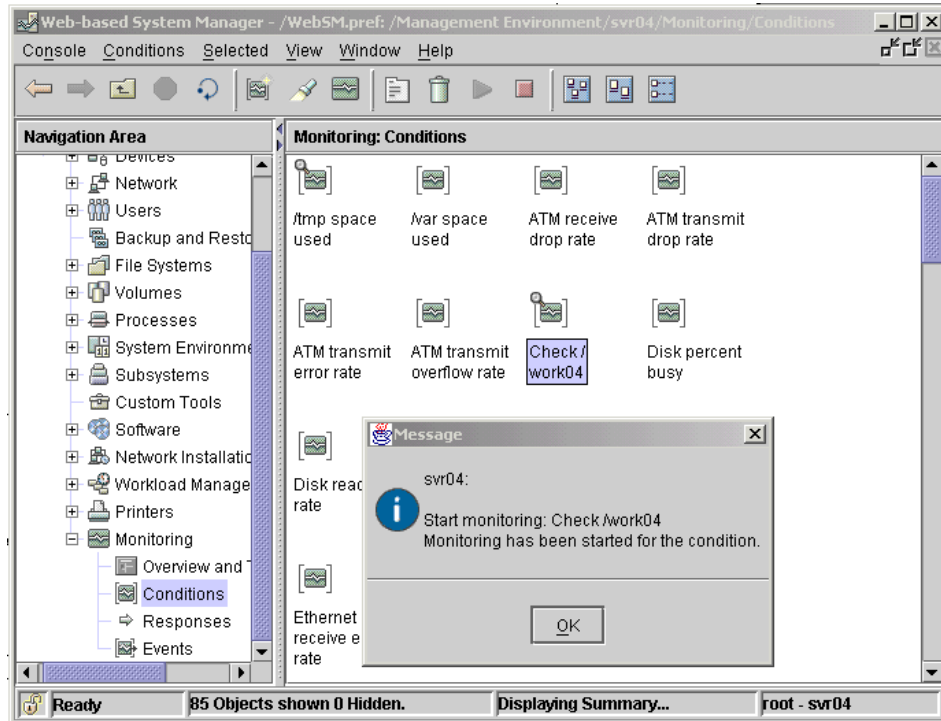 Web-based System Manager - /WebSM.pref: /Management Environment/svr04/Monitoring/Conditions
Console Conditions Selected View Window Help
Navigation Area
Monitoring: Conditions
Devices
Network
Users
Backup and Resto
File Systems
Volumes
Processes
System Environme
Subsystems
Custom Tools
Software
Network Installatic
Workload Manage
Printers
Monitoring
Overview and T
Conditions
Responses
Events
/tmp space
used
/var space
used
ATM receive
drop rate
ATM transmit
drop rate
ATM transmit
error rate
ATM transmit
overflow rate
Check /
work04
Disk percent
busy
Disk read
rate
Ethernet
receive e
rate
Message
svr04:
Start monitoring: Check /work04
Monitoring has been started for the condition.
OK
Ready
85 Objects shown 0 Hidden.
Displaying Summary...
root - svr04